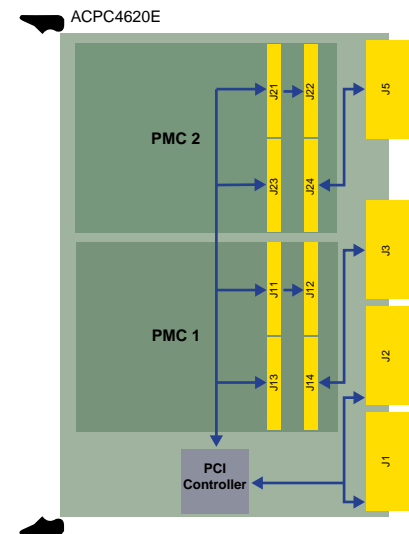 ACPC4620E
J21
J22
J5
PMC 2
J23
J24
J3
J11
J12
PMC 1
J2
J13
J14
J1
PCI
Controller